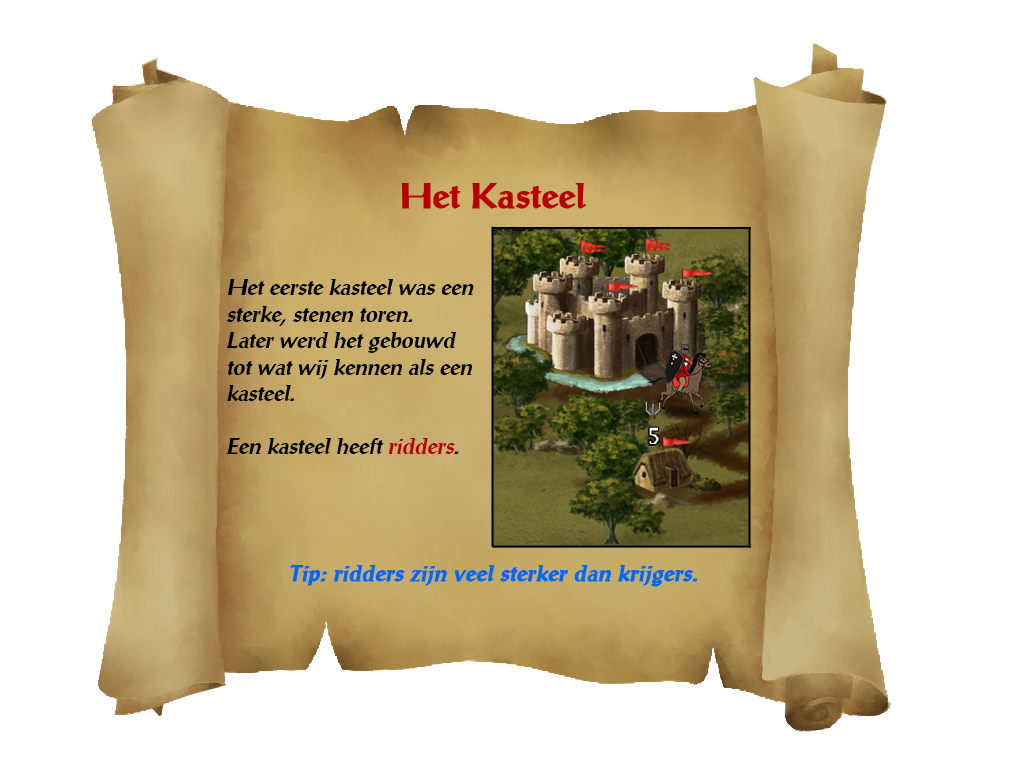 Het Kasteel
Het eerste kasteel was een
sterke, stenen toren.
Later werd het gebouwd
tot wat wij kennen als een
kasteel.
Een kasteel heeft ridders.
5
Tip: ridders zijn veel sterker dan krijgers.